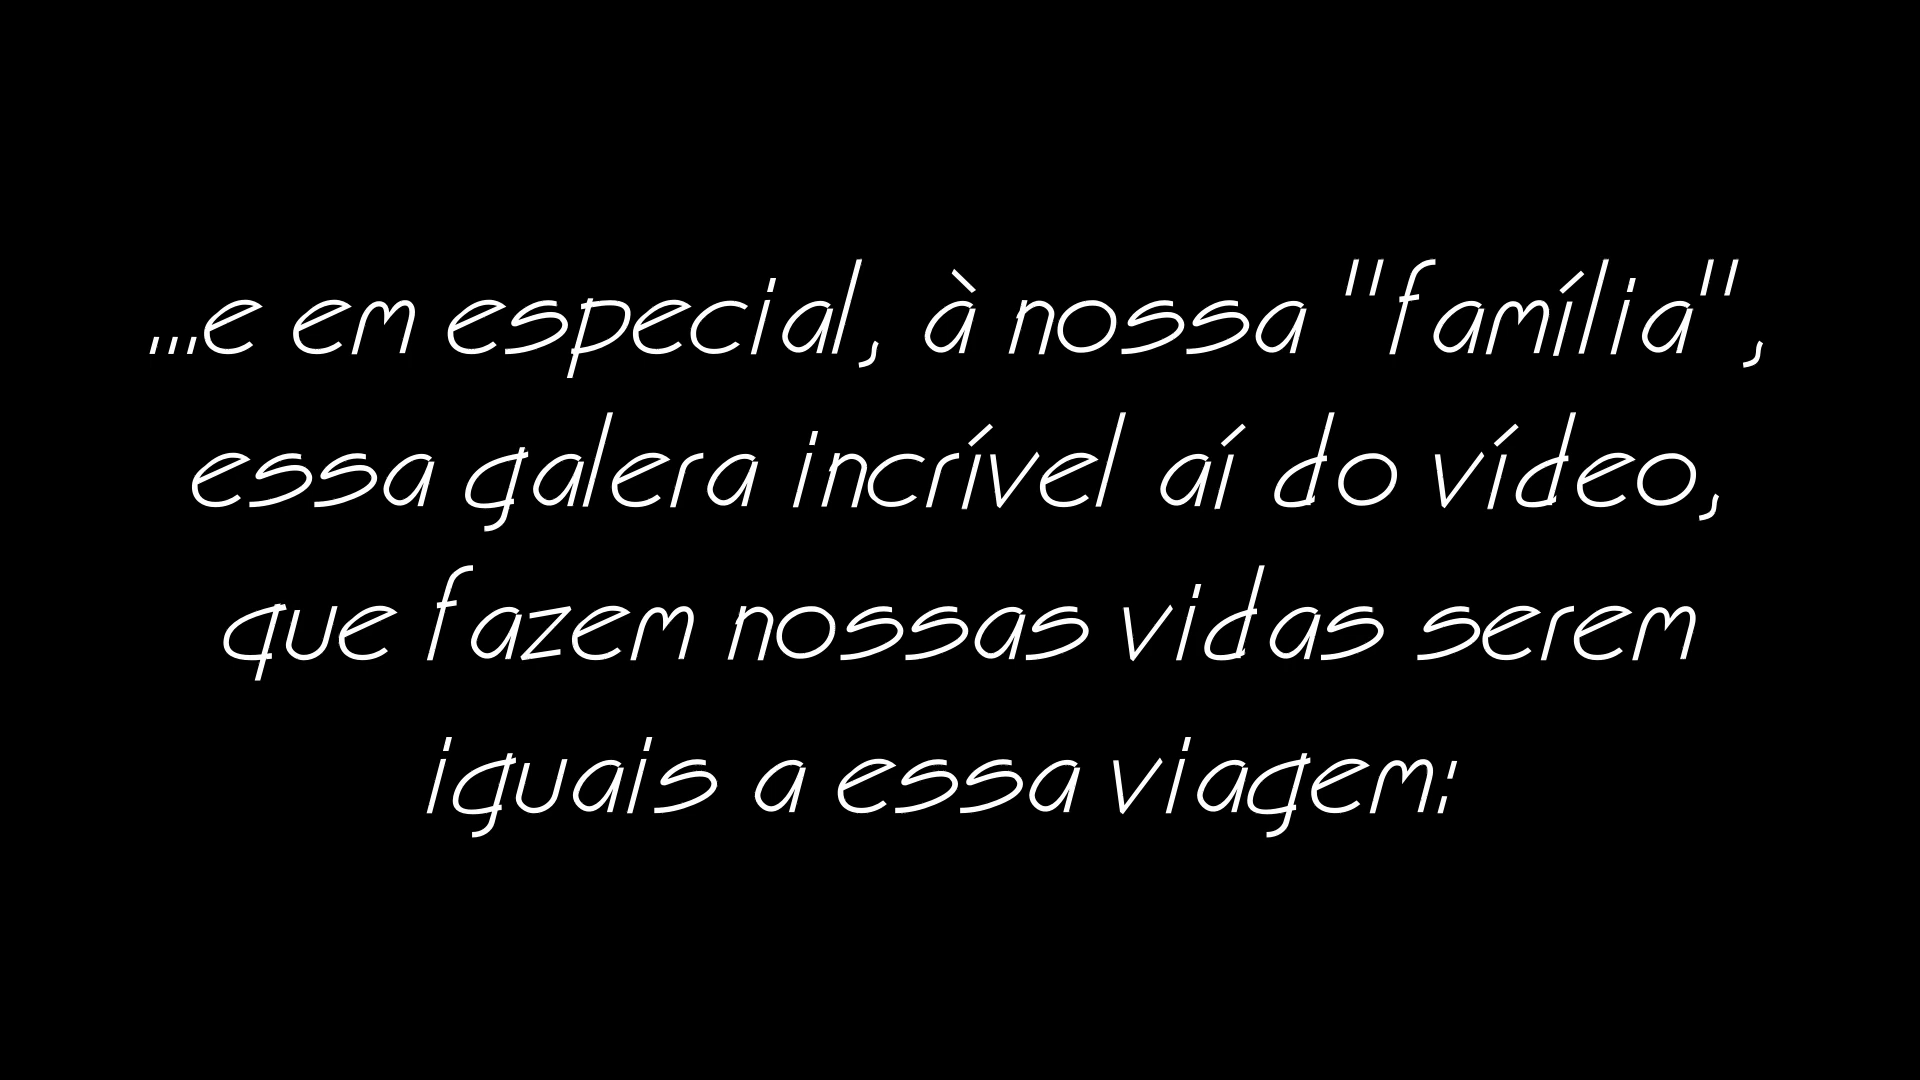 ...e em especial, à nossa "família",
essa galera incrível aí do vídeo,
que fazem nossas vidas serem
iguais a essa viagem: